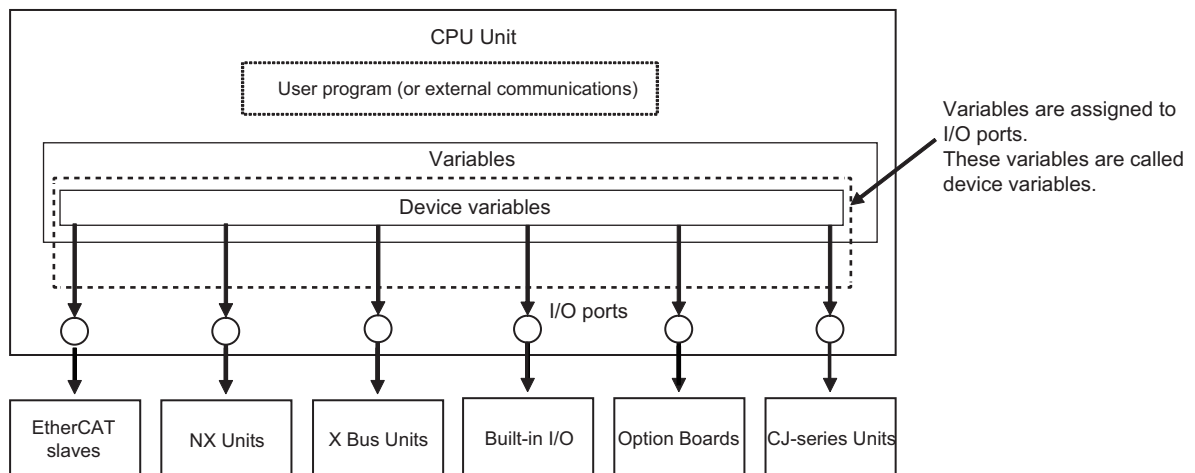 CPU Unit
User program (or external communications)
Variables are assigned to
I/O ports.
These variables are called
device variables.
Variables
Device variables
I/O ports
EtherCAT
slaves
NX Units
X Bus Units
Built-in I/O
Option Boards
CJ-series Units